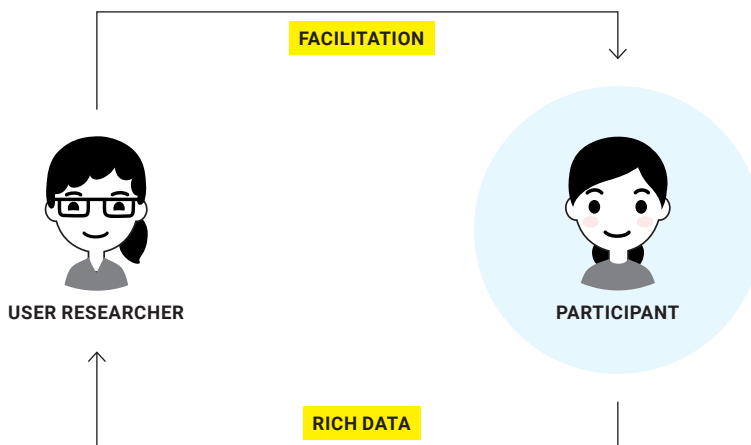 FACILITATION
USER RESEARCHER
PARTICIPANT
RICH DATA